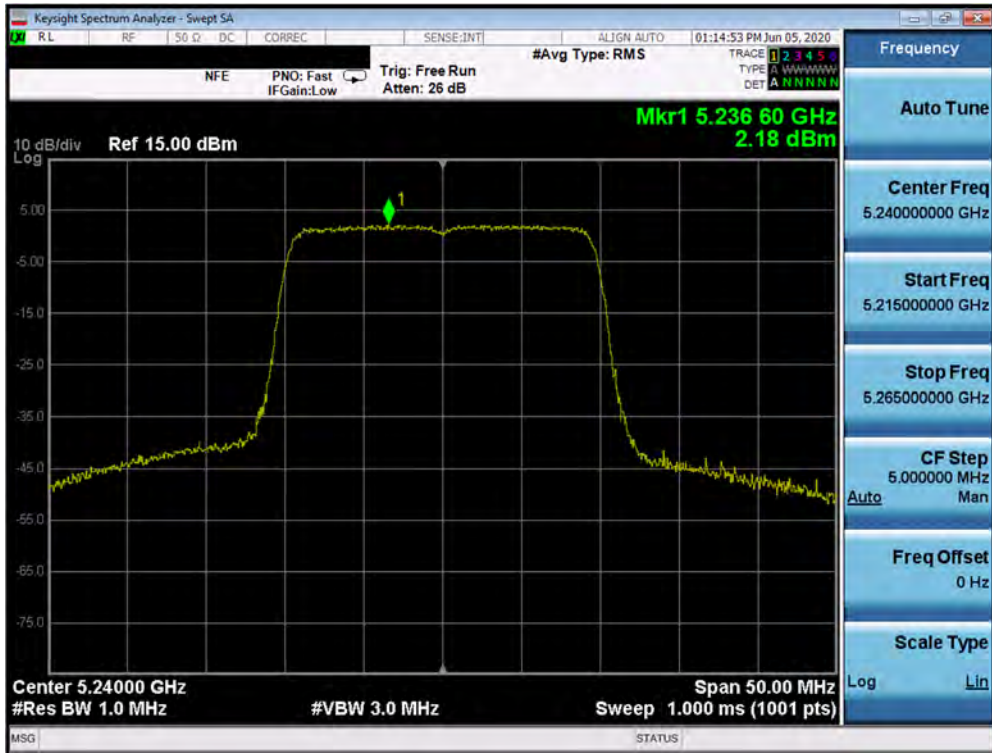 Keysight Spectrum Analyzer - Swept SA
LXI RL RF 50 Ω DC CORREC SENSE:INT ALIGN AUTO 01:14:53 PM Jun 05, 2020
NFE PNO: Fast Trig: Free Run #Avg Type: RMS TRACE 1 2 3 4 5 6
IFGain:Low Atten: 26 dB TYPE A WWWWW
DET A N N N N N
Frequency
Mkr1 5.236 60 GHz
2.18 dBm
10 dB/div Ref 15.00 dBm
Log
1
5.00
-5.00
-15.0
-25.0
-35.0
-45.0
-55.0
-65.0
-75.0
Center 5.24000 GHz Span 50.00 MHz
#Res BW 1.0 MHz #VBW 3.0 MHz Sweep 1.000 ms (1001 pts)
MSG STATUS
Auto Tune
Center Freq
5.240000000 GHz
Start Freq
5.215000000 GHz
Stop Freq
5.265000000 GHz
CF Step
5.000000 MHz
Auto Man
Freq Offset
0 Hz
Scale Type
Log Lin